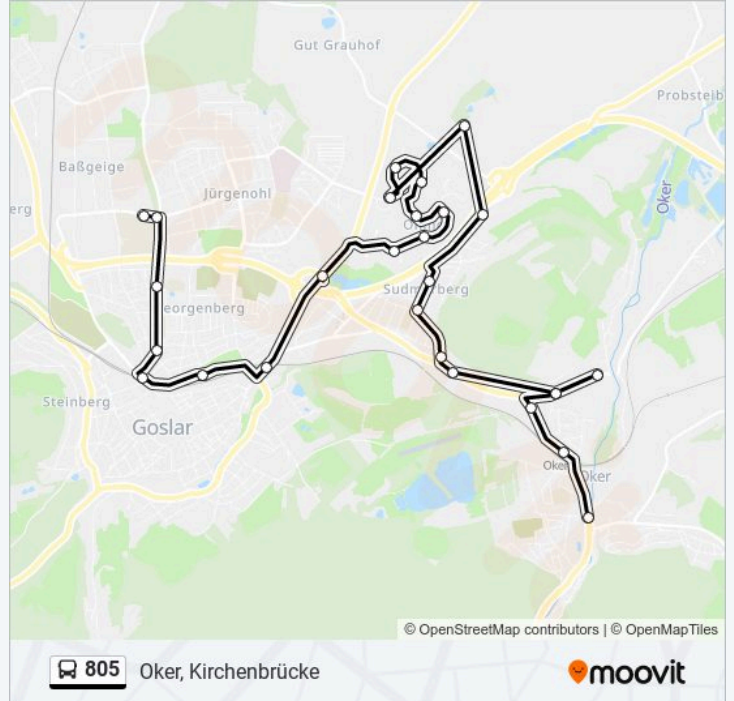 Gut Grauhof
Probsteib
Baßgeige
Jürgenohl
erg
Oker
eorgenberg
Sudmerberg
Steinberg
Goslar
Oker
Oker
© OpenStreetMap contributors | © OpenMapTiles
805 Oker, Kirchenbrücke
moovit